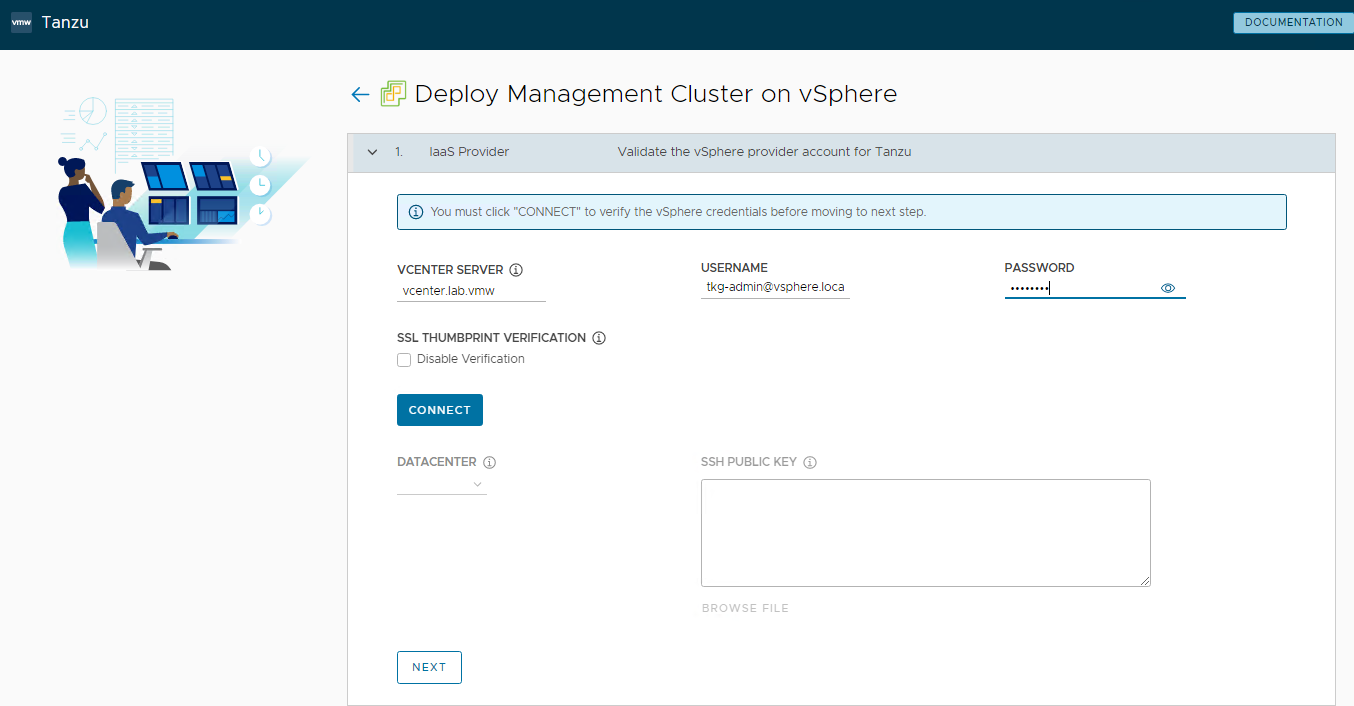 vmw Tanzu
DOCUMENTATION
Deploy Management Cluster on vSphere
1. IaaS Provider Validate the vSphere provider account for Tanzu
You must click "CONNECT" to verify the vSphere credentials before moving to next step.
VCENTER SERVER USERNAME PASSWORD
vcenter.lab.vmw tkg-admin@vsphere.loca ••••••••
SSL THUMBPRINT VERIFICATION
Disable Verification
CONNECT
DATACENTER SSH PUBLIC KEY
BROWSE FILE
NEXT